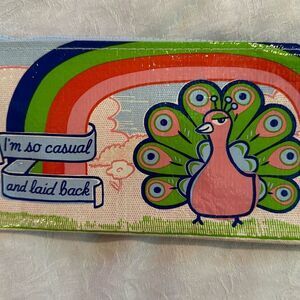 I'm so casual
and laid back